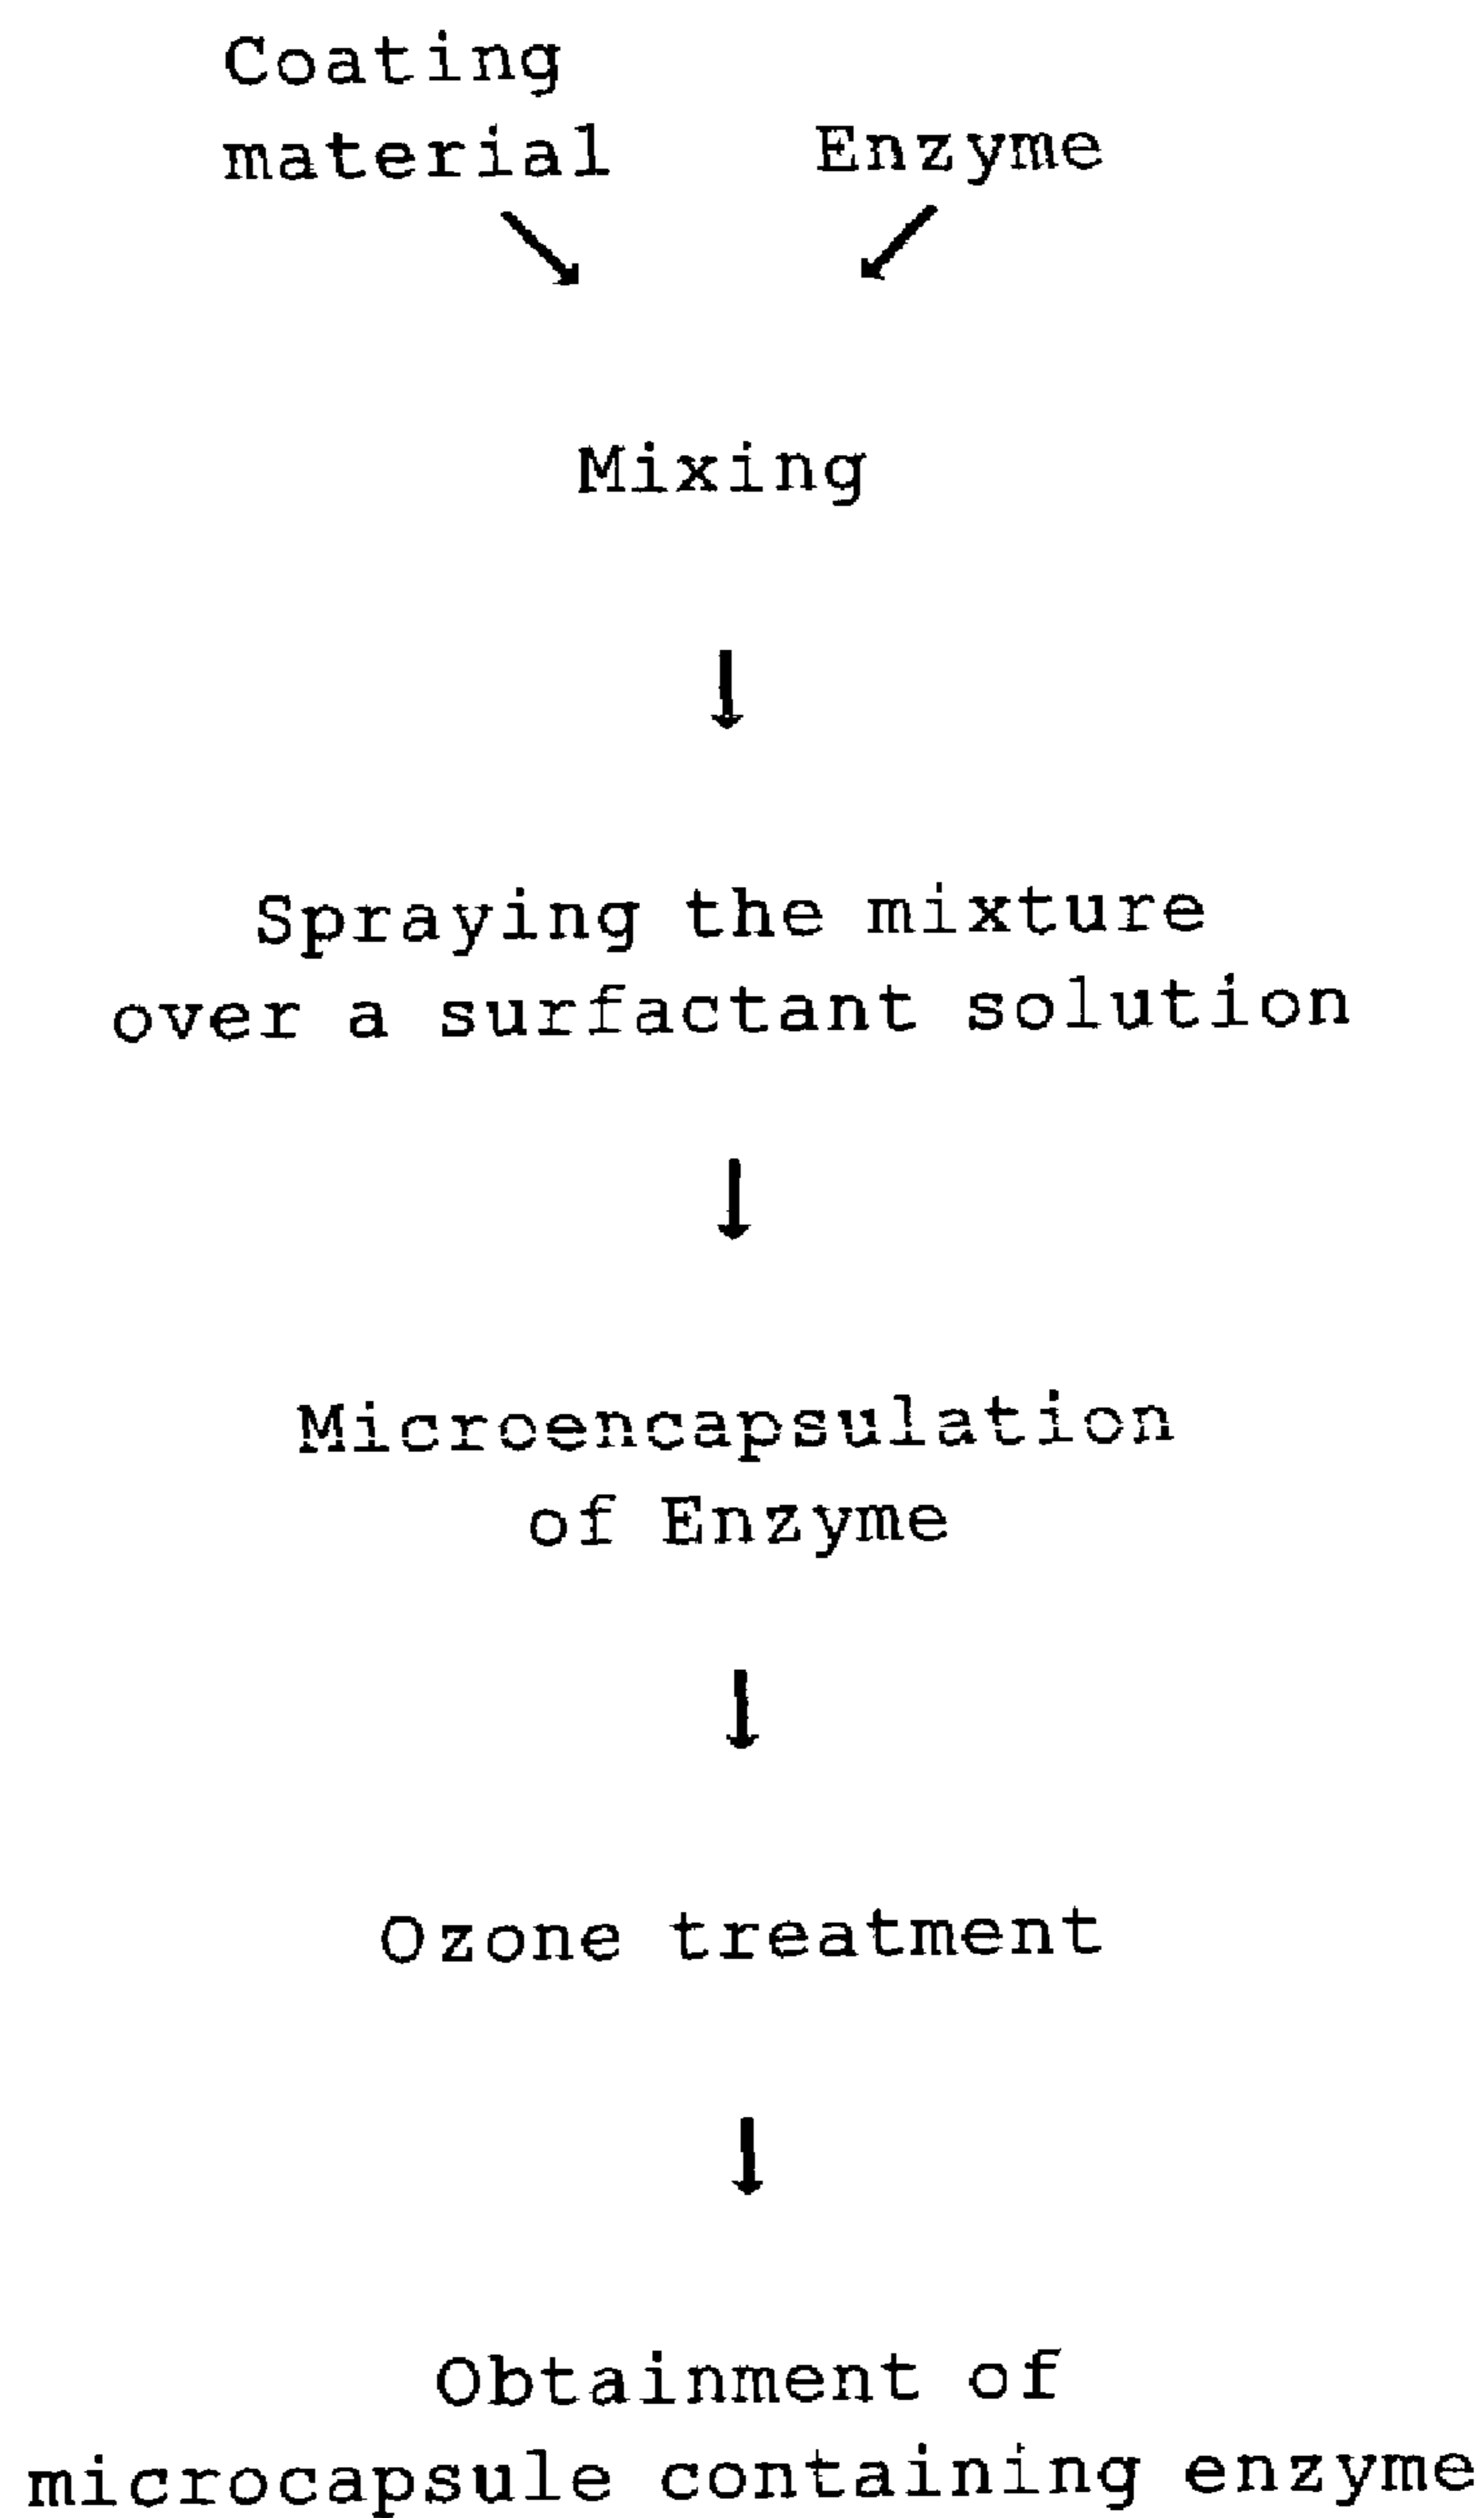 Coating
material Enzyme
Mixing
Spraying the mixture
over a surfactant solution
Microencapsulation
of Enzyme
Ozone treatment
Obtainment of
microcapsule containing enzyme